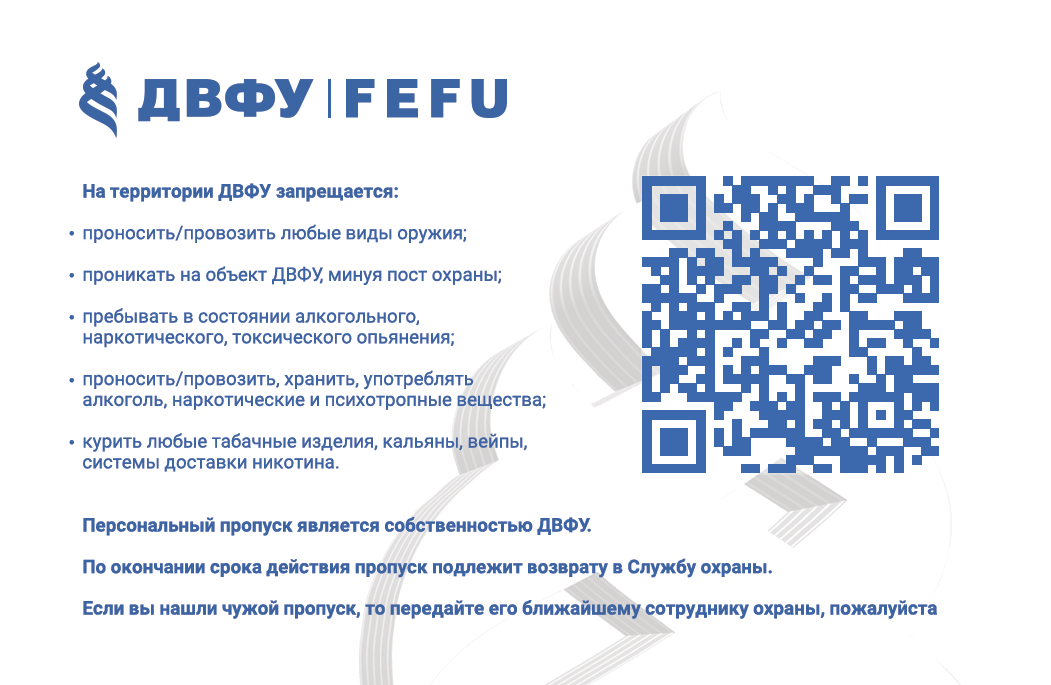 ДВФУ | FEFU
На территории ДВФУ запрещается:
• проносить/провозить любые виды оружия;
• проникать на объект ДВФУ, минуя пост охраны;
• пребывать в состоянии алкогольного,
наркотического, токсического опьянения;
• проносить/провозить, хранить, употреблять
алкоголь, наркотические и психотропные вещества;
• курить любые табачные изделия, кальяны, вейпы,
системы доставки никотина.
Персональный пропуск является собственностью ДВФУ.
По окончании срока действия пропуск подлежит возврату в Службу охраны.
Если вы нашли чужой пропуск, то передайте его ближайшему сотруднику охраны, пожалуйста